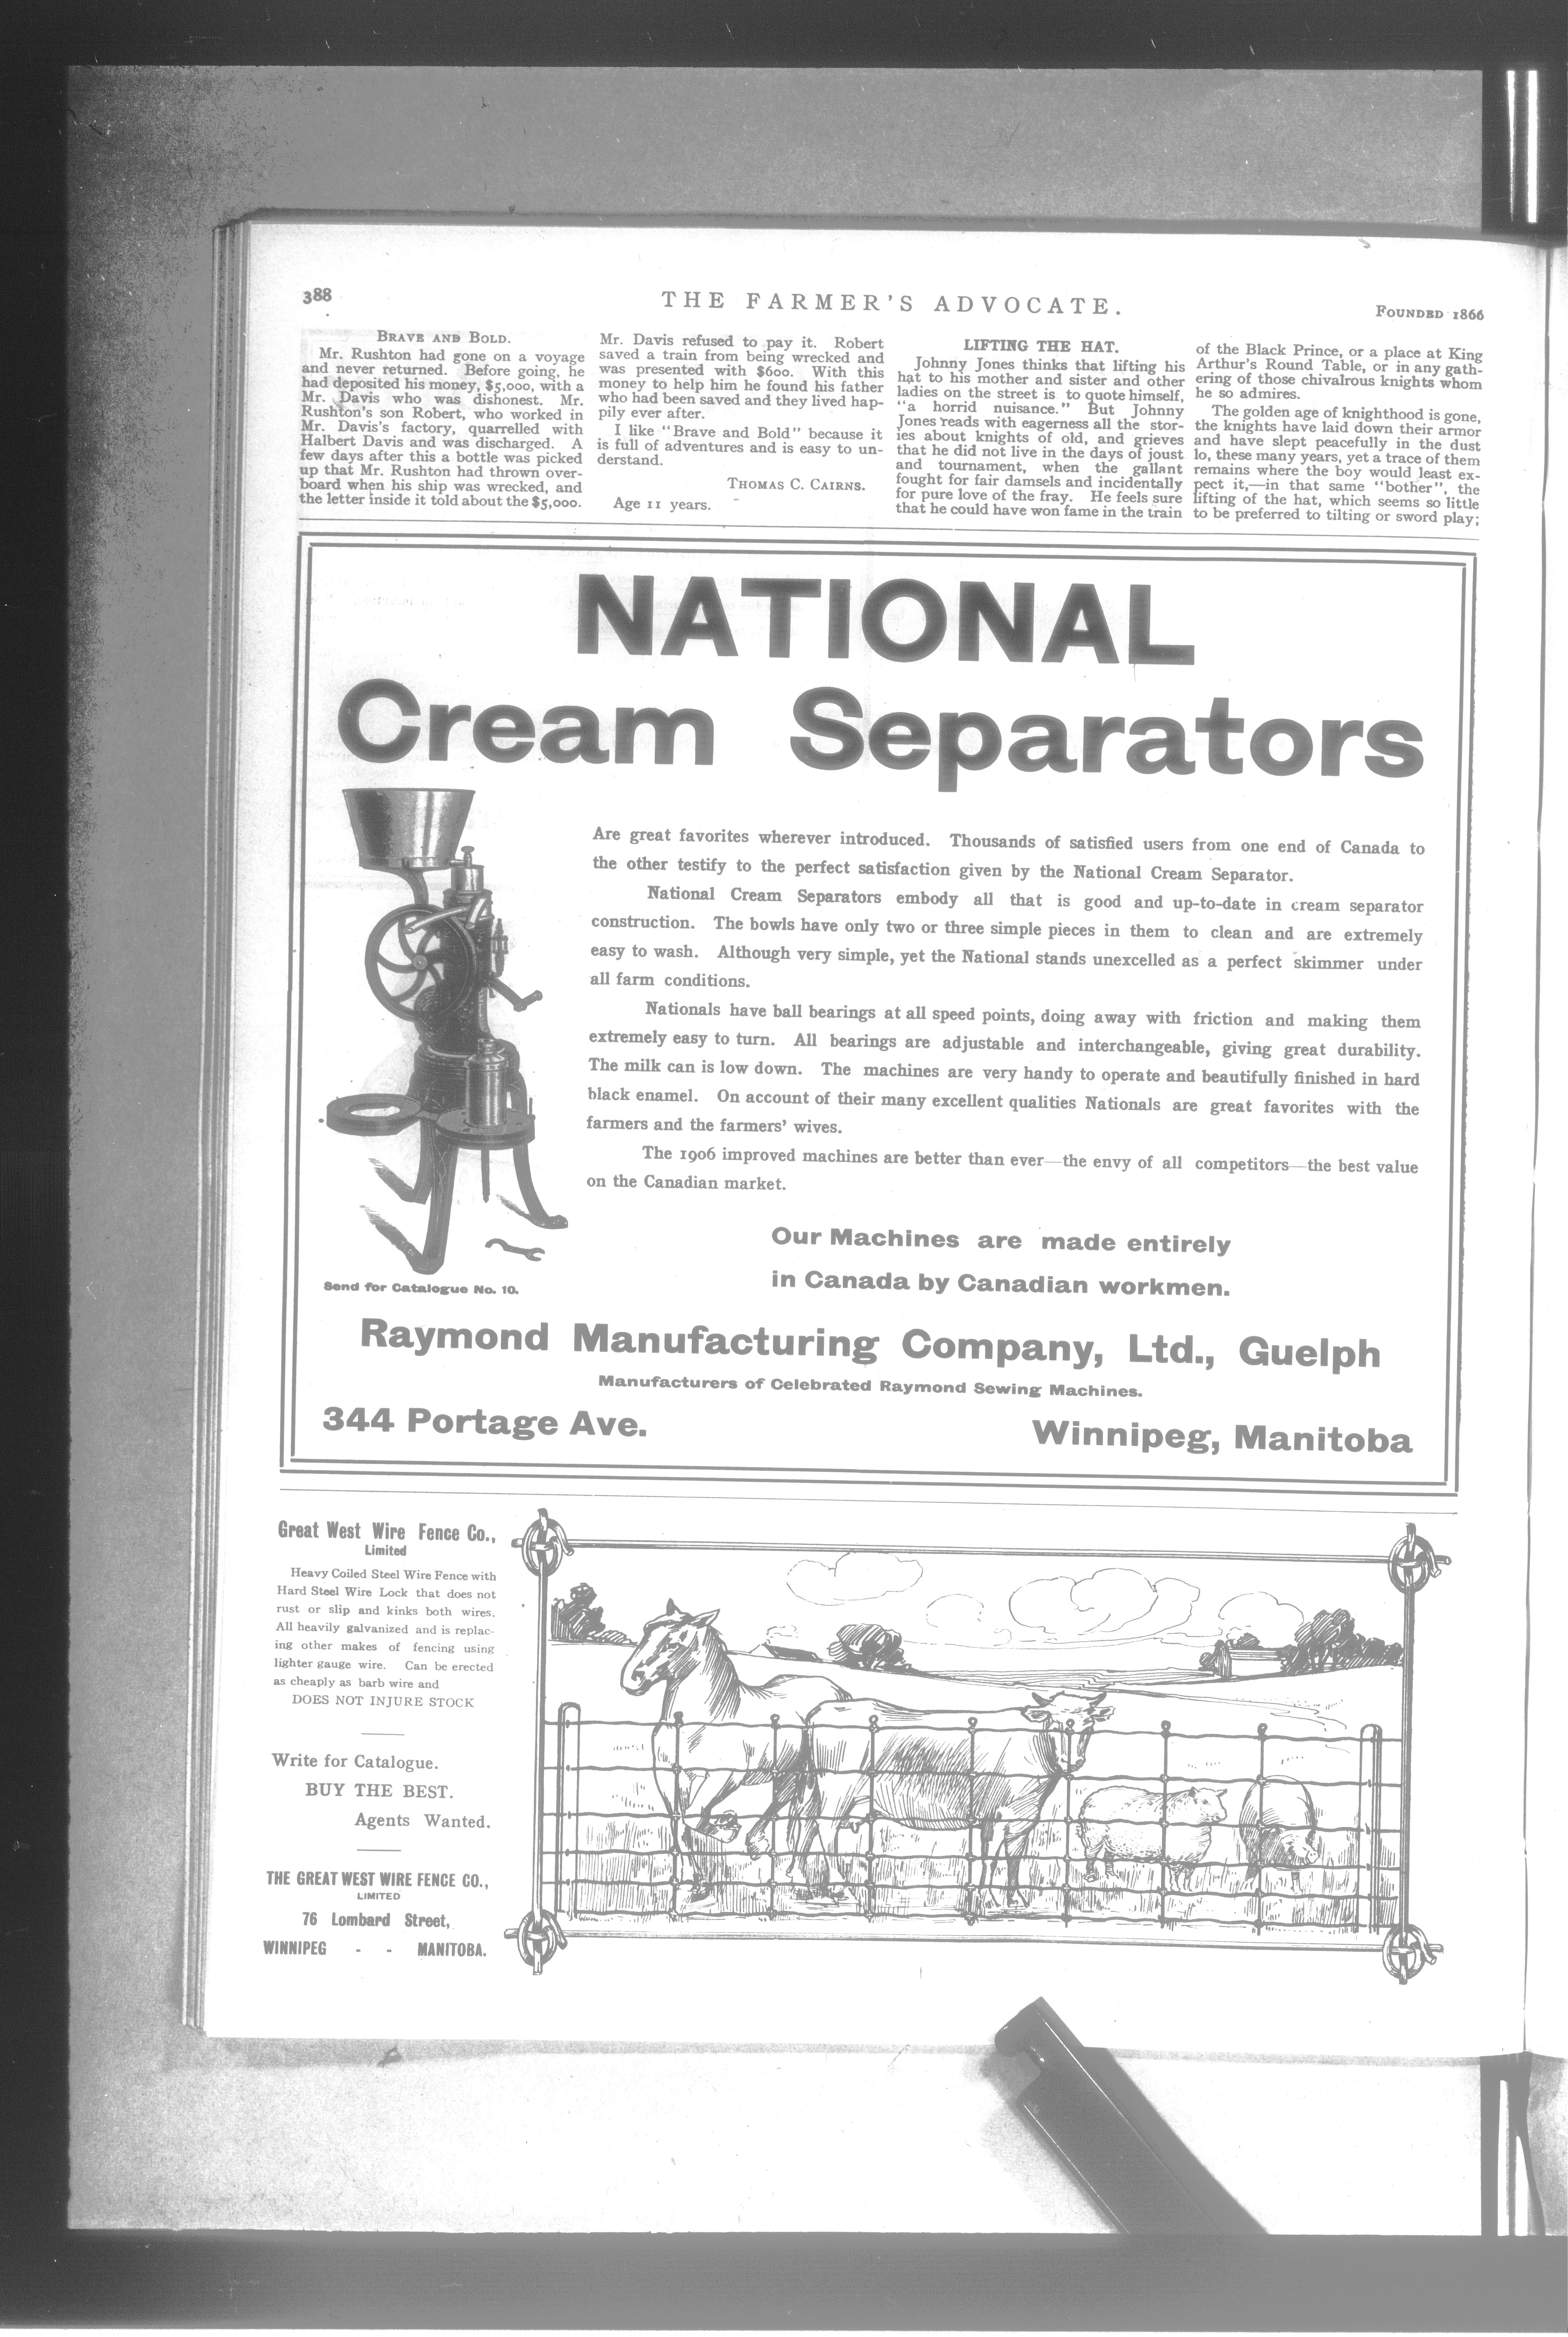 388
THE FARMER'S ADVOCATE.
FOUNDED 1866
BRAVE AND BOLD.
Mr. Rushton had gone on a voyage
and never returned. Before going, he
had deposited his money, $5,000, with a
Mr. Davis who was dishonest. Mr.
Rushton's son Robert, who worked in
Mr. Davis's factory, quarrelled with
Halbert Davis and was discharged. A
few days after this a bottle was picked
up that Mr. Rushton had thrown over-
board when his ship was wrecked, and
the letter inside it told about the $5,000.
Mr. Davis refused to pay it. Robert
saved a train from being wrecked and
was presented with $600. With this
money to help him he found his father
who had been saved and they lived hap-
pily ever after.
I like "Brave and Bold" because it
is full of adventures and is easy to un-
derstand.
THOMAS C. CAIRNS.
Age 11 years.
LIFTING THE HAT.
Johnny Jones thinks that lifting his
hat to his mother and sister and other
ladies on the street is to quote himself,
"a horrid nuisance." But Johnny
Jones reads with eagerness all the stor-
ies about knights of old, and grieves
that he did not live in the days of joust
and tournament, when the gallant
fought for fair damsels and incidentally
for pure love of the fray. He feels sure
that he could have won fame in the train
of the Black Prince, or a place at King
Arthur's Round Table, or in any gath-
ering of those chivalrous knights whom
he so admires.
The golden age of knighthood is gone,
the knights have laid down their armor
and have slept peacefully in the dust
lo, these many years, yet a trace of them
remains where the boy would least ex-
pect it,—in that same "bother", the
lifting of the hat, which seems so little
to be preferred to tilting or sword play;
NATIONAL
Cream Separators
Are great favorites wherever introduced. Thousands of satisfied users from one end of Canada to
the other testify to the perfect satisfaction given by the National Cream Separator.
National Cream Separators embody all that is good and up-to-date in cream separator
construction. The bowls have only two or three simple pieces in them to clean and are extremely
easy to wash. Although very simple, yet the National stands unexcelled as a perfect skimmer under
all farm conditions.
Nationals have ball bearings at all speed points, doing away with friction and making them
extremely easy to turn. All bearings are adjustable and interchangeable, giving great durability.
The milk can is low down. The machines are very handy to operate and beautifully finished in hard
black enamel. On account of their many excellent qualities Nationals are great favorites with the
farmers and the farmers' wives.
The 1906 improved machines are better than ever—the envy of all competitors—the best value
on the Canadian market.
Our Machines are made entirely
in Canada by Canadian workmen.
Send for Catalogue No. 10.
Raymond Manufacturing Company, Ltd., Guelph
Manufacturers of Celebrated Raymond Sewing Machines.
344 Portage Ave.
Winnipeg, Manitoba
Great West Wire Fence Co.,
Limited
Heavy Coiled Steel Wire Fence with
Hard Steel Wire Lock that does not
rust or slip and kinks both wires.
All heavily galvanized and is replac-
ing other makes of fencing using
lighter gauge wire. Can be erected
as cheaply as barb wire and
DOES NOT INJURE STOCK
Write for Catalogue.
BUY THE BEST.
Agents Wanted.
THE GREAT WEST WIRE FENCE CO.,
LIMITED
76 Lombard Street,
WINNIPEG - - MANITOBA.